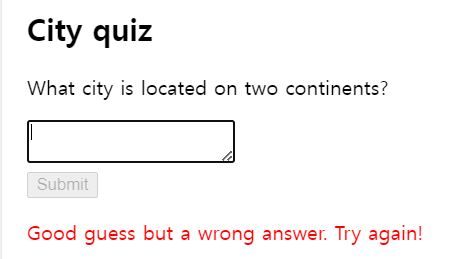 City quiz
What city is located on two continents?
Submit
Good guess but a wrong answer. Try again!